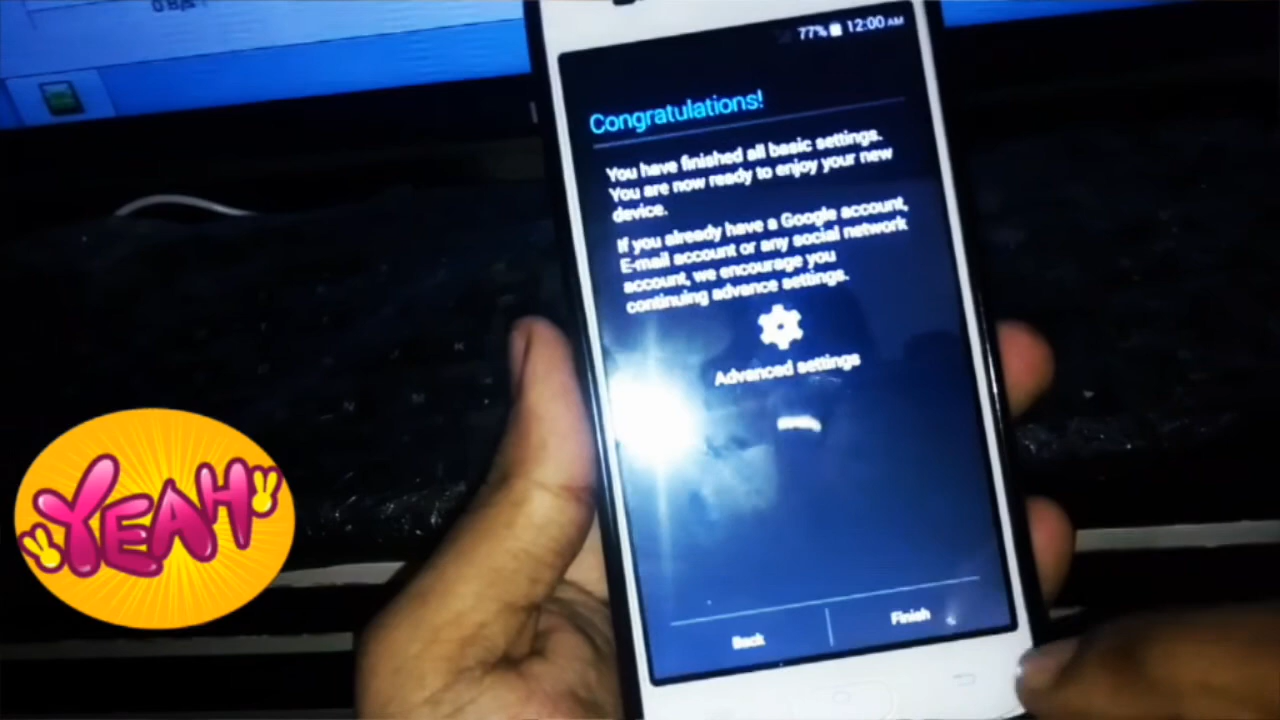 0 B/s
77% 12:00 AM
Congratulations!
You have finished all basic settings.
You are now ready to enjoy your new
device.
If you already have a Google account,
E-mail account or any social network
account, we encourage you
continuing advance settings.
Advanced settings
YEAH
Back
Finish